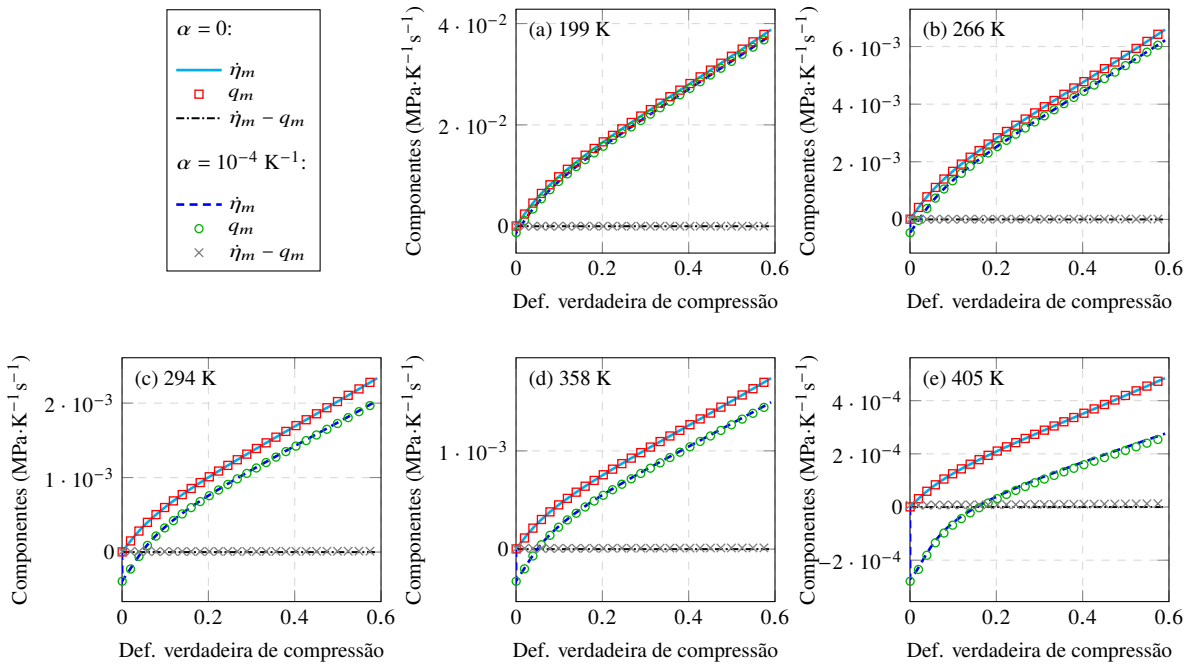 α = 0:
η̇ₘ
qₘ
η̇ₘ − qₘ
α = 10⁻⁴ K⁻¹:
η̇ₘ
qₘ
η̇ₘ − qₘ
(a) 199 K
4 · 10⁻²
2 · 10⁻²
0
Componentes (MPa·K⁻¹s⁻¹)
0 0.2 0.4 0.6
Def. verdadeira de compressão
(b) 266 K
6 · 10⁻³
4 · 10⁻³
2 · 10⁻³
0
Componentes (MPa·K⁻¹s⁻¹)
0 0.2 0.4 0.6
Def. verdadeira de compressão
(c) 294 K
2 · 10⁻³
1 · 10⁻³
0
Componentes (MPa·K⁻¹s⁻¹)
0 0.2 0.4 0.6
Def. verdadeira de compressão
(d) 358 K
1 · 10⁻³
0
Componentes (MPa·K⁻¹s⁻¹)
0 0.2 0.4 0.6
Def. verdadeira de compressão
(e) 405 K
4 · 10⁻⁴
2 · 10⁻⁴
0
−2 · 10⁻⁴
Componentes (MPa·K⁻¹s⁻¹)
0 0.2 0.4 0.6
Def. verdadeira de compressão